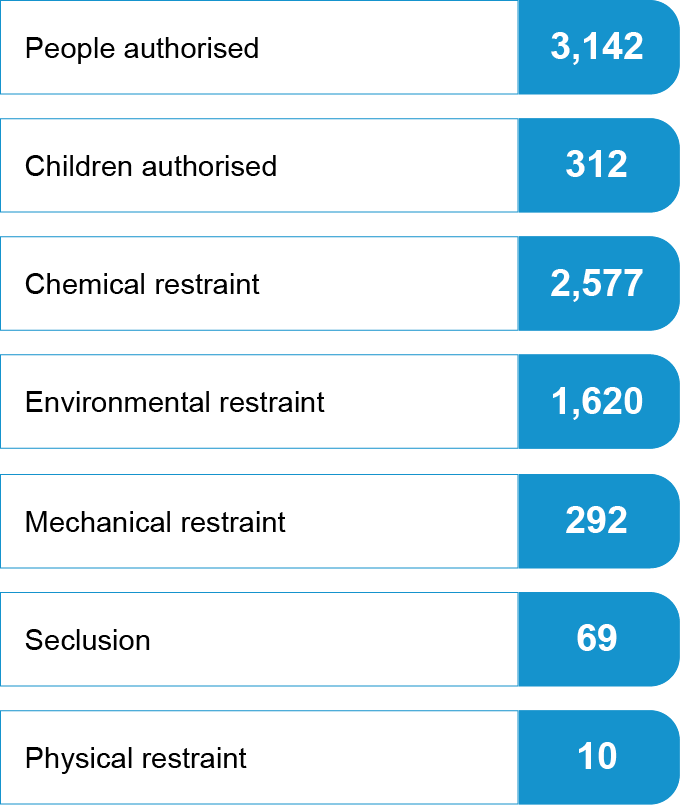 People authorised 3,142
Children authorised 312
Chemical restraint 2,577
Environmental restraint 1,620
Mechanical restraint 292
Seclusion 69
Physical restraint 10